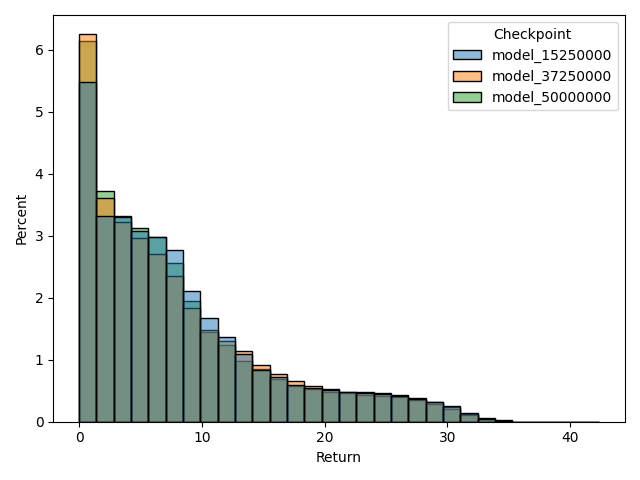 Checkpoint
model_15250000
model_37250000
model_50000000
6
5
4
3
2
1
0
Percent
0 10 20 30 40
Return